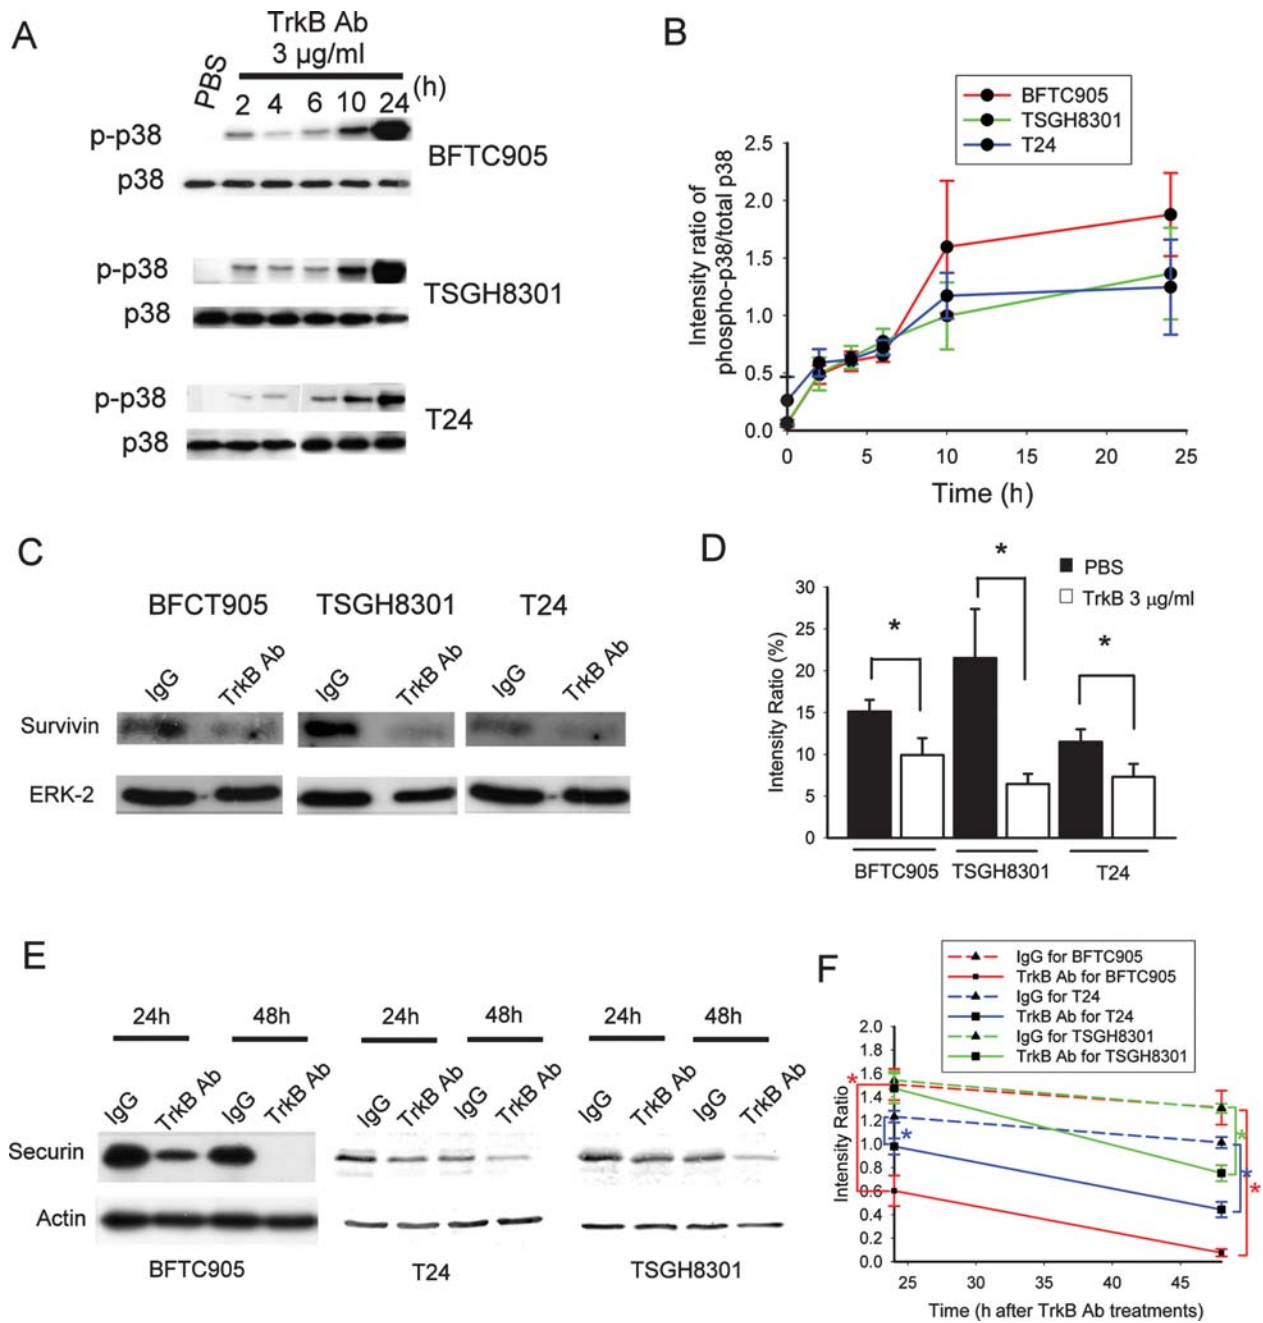 A
TrkB Ab
3 µg/ml
PBS
2 4 6 10 24 (h)
p-p38
BFTC905
p38
p-p38
TSGH8301
p38
p-p38
T24
p38
B
BFTC905
TSGH8301
T24
Intensity ratio of
phospho-p38/total p38
2.5
2.0
1.5
1.0
0.5
0.0
0 5 10 15 20 25
Time (h)
C
BFCT905 TSGH8301 T24
IgG TrkB Ab IgG TrkB Ab IgG TrkB Ab
Survivin
ERK-2
D
PBS
TrkB 3 µg/ml
Intensity Ratio (%)
30
25
20
15
10
5
0
* * *
BFTC905 TSGH8301 T24
E
24h 48h 24h 48h 24h 48h
IgG TrkB Ab IgG TrkB Ab IgG TrkB Ab IgG TrkB Ab IgG TrkB Ab IgG TrkB Ab
Securin
Actin
BFTC905 T24 TSGH8301
F
IgG for BFTC905
TrkB Ab for BFTC905
IgG for T24
TrkB Ab for T24
IgG for TSGH8301
TrkB Ab for TSGH8301
Intensity Ratio
2.0
1.8
1.6
1.4
1.2
1.0
0.8
0.6
0.4
0.2
0.0
* * * * *
25 30 35 40 45
Time (h after TrkB Ab treatments)